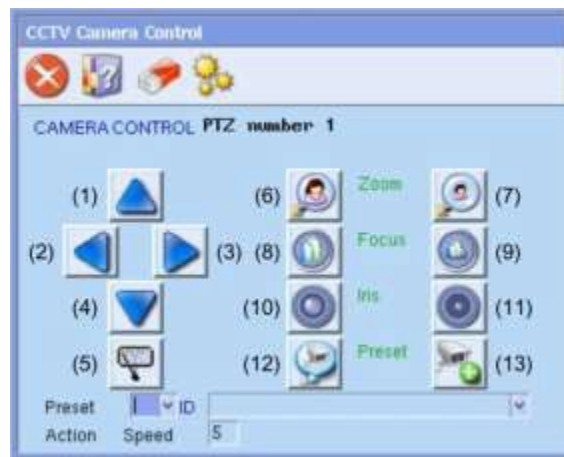 CCTV Camera Control
CAMERA CONTROL PTZ number 1
(1) (6) Zoom (7)
(2) (3) (8) Focus (9)
(4) (10) Iris (11)
(5) (12) Preset (13)
Preset ID
Action Speed 5